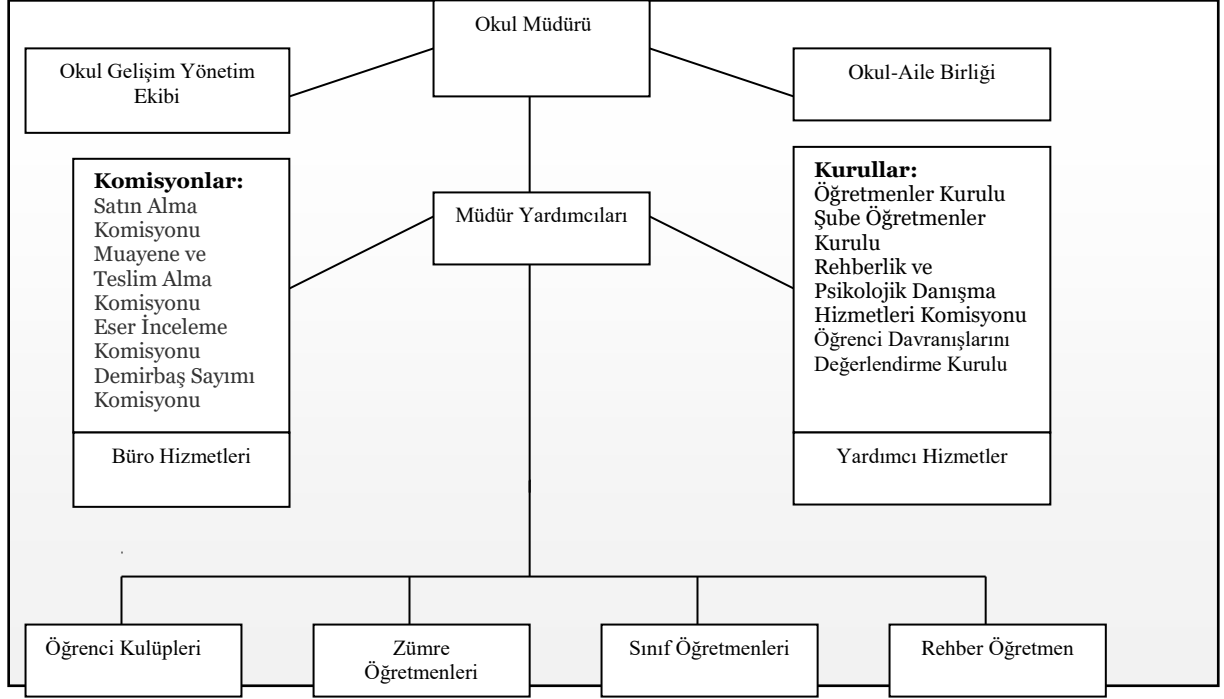 Okul Müdürü
Okul Gelişim Yönetim
Ekibi
Okul-Aile Birliği
Komisyonlar:
Satın Alma
Komisyonu
Muayene ve
Teslim Alma
Komisyonu
Eser İnceleme
Komisyonu
Demirbaş Sayımı
Komisyonu
Müdür Yardımcıları
Kurullar:
Öğretmenler Kurulu
Şube Öğretmenler
Kurulu
Rehberlik ve
Psikolojik Danışma
Hizmetleri Komisyonu
Öğrenci Davranışlarını
Değerlendirme Kurulu
Büro Hizmetleri
Yardımcı Hizmetler
Öğrenci Kulüpleri
Zümre
Öğretmenleri
Sınıf Öğretmenleri
Rehber Öğretmen